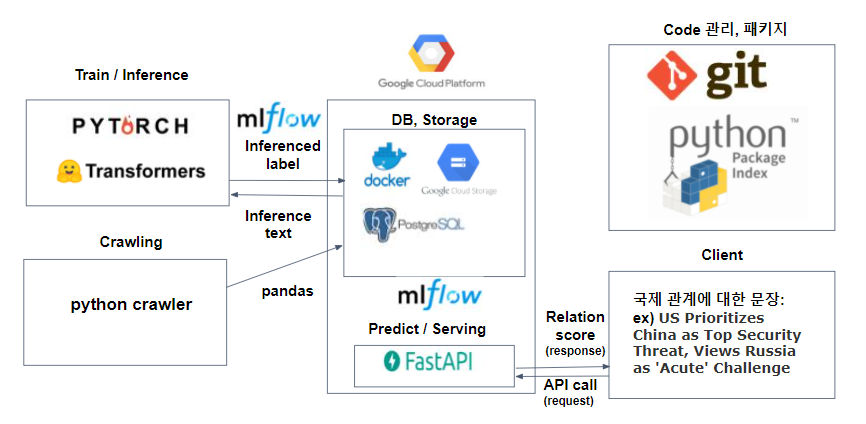 Code 관리, 패키지
Google Cloud Platform
Train / Inference
git
PYTORCH
Transformers
mlflow
Inferenced
label
DB, Storage
docker
Google Cloud Storage
python™
Package
Index
Inference
text
PostgreSQL
Crawling
python crawler
pandas
mlflow
Predict / Serving
FastAPI
Relation
score
(response)
API call
(request)
Client
국제 관계에 대한 문장:
ex) US Prioritizes
China as Top Security
Threat, Views Russia
as 'Acute' Challenge